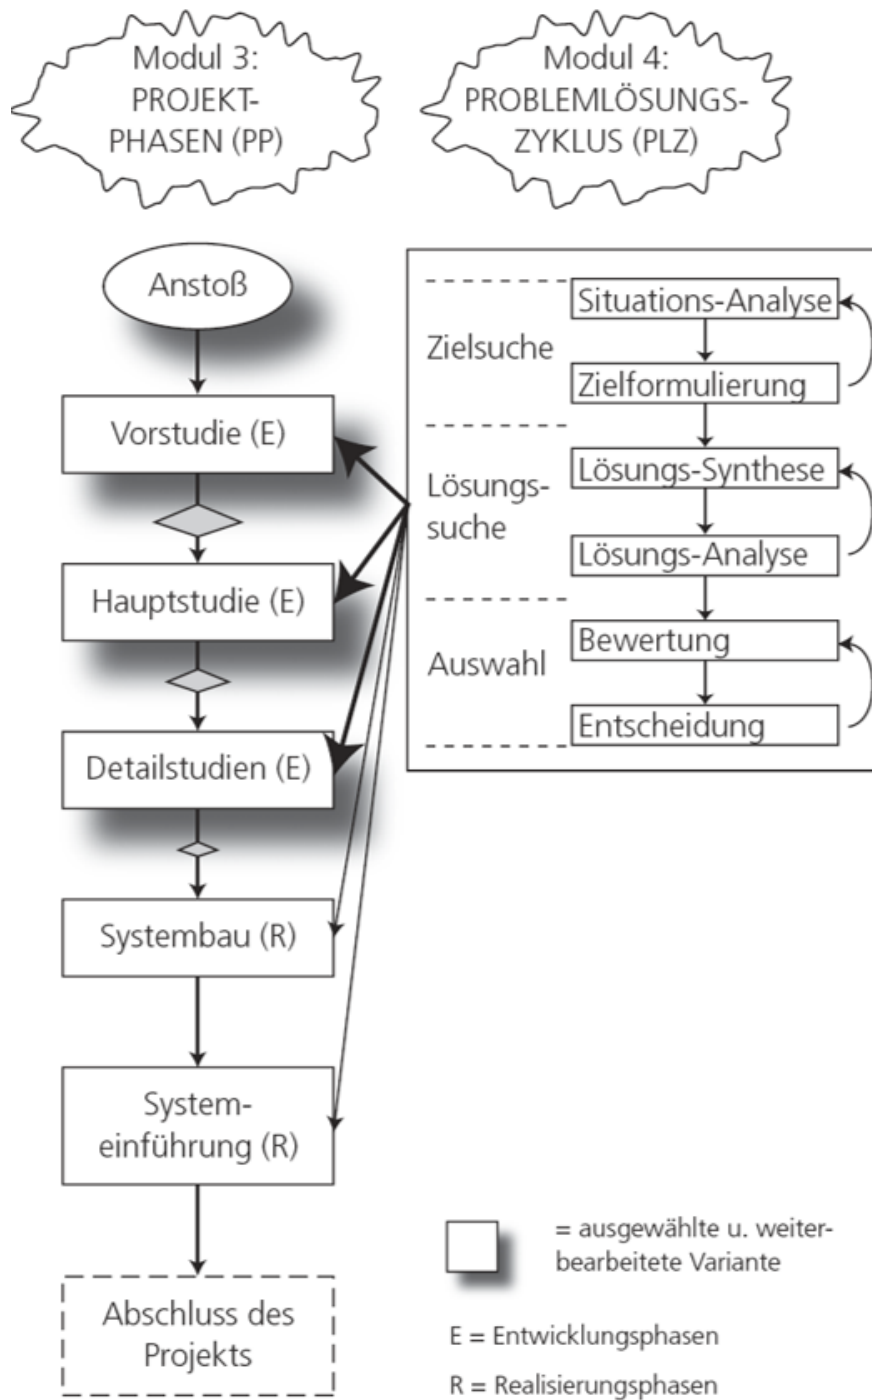 Modul 3:
PROJEKT-
PHASEN (PP)
Modul 4:
PROBLEMLÖSUNGS-
ZYKLUS (PLZ)
Anstoß
Vorstudie (E)
Hauptstudie (E)
Detailstudien (E)
Systembau (R)
System-
einführung (R)
Abschluss des
Projekts
Zielsuche
Situations-Analyse
Zielformulierung
Lösungs-
suche
Lösungs-Synthese
Lösungs-Analyse
Auswahl
Bewertung
Entscheidung
= ausgewählte u. weiter-
bearbeitete Variante
E = Entwicklungsphasen
R = Realisierungsphasen